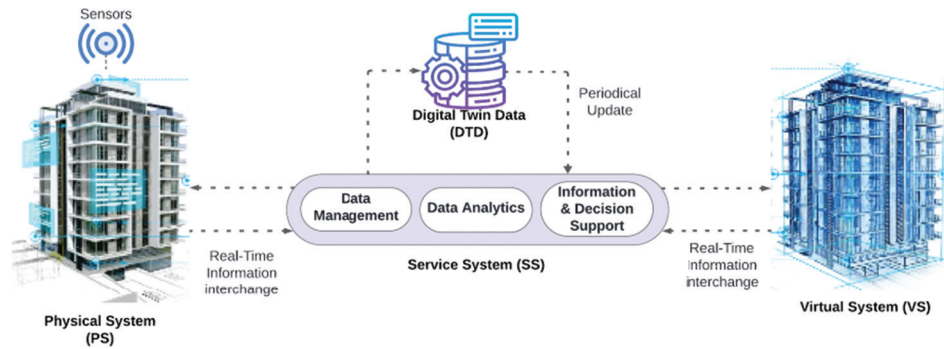 Sensors
Digital Twin Data
(DTD)
Periodical
Update
Data
Management
Data Analytics
Information
& Decision
Support
Real-Time
Information
interchange
Service System (SS)
Real-Time
Information
interchange
Physical System
(PS)
Virtual System (VS)